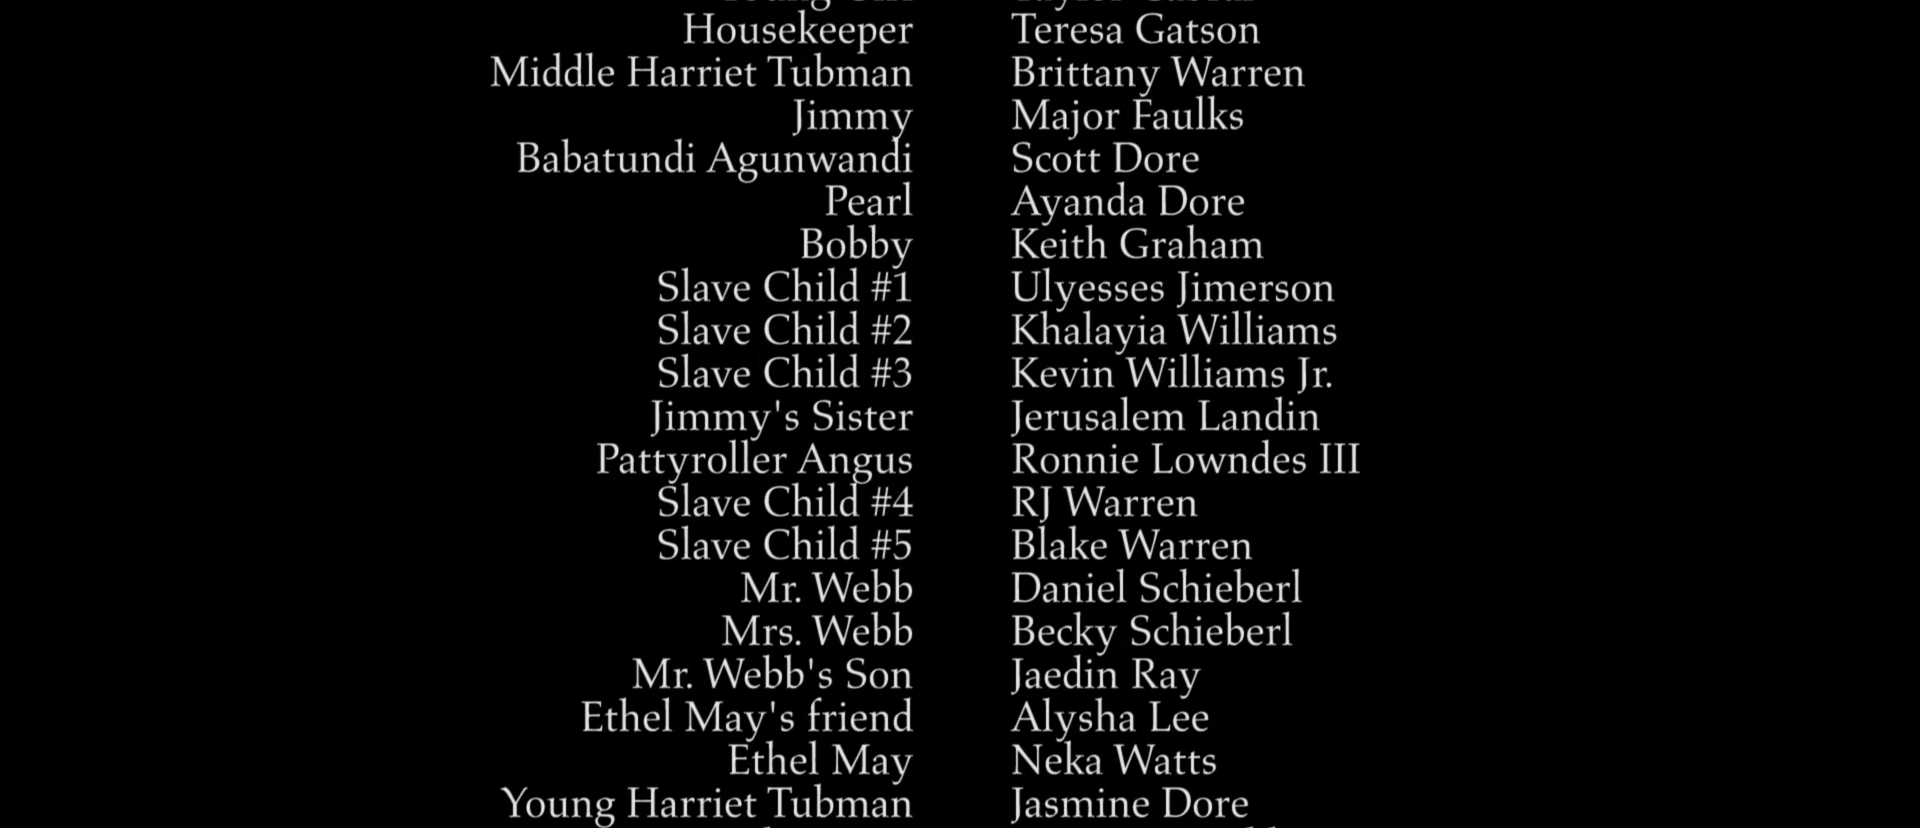 Housekeeper Teresa Gatson
Middle Harriet Tubman Brittany Warren
Jimmy Major Faulks
Babatundi Agunwandi Scott Dore
Pearl Ayanda Dore
Bobby Keith Graham
Slave Child #1 Ulyesses Jimerson
Slave Child #2 Khalayia Williams
Slave Child #3 Kevin Williams Jr.
Jimmy's Sister Jerusalem Landin
Pattyroller Angus Ronnie Lowndes III
Slave Child #4 RJ Warren
Slave Child #5 Blake Warren
Mr. Webb Daniel Schieberl
Mrs. Webb Becky Schieberl
Mr. Webb's Son Jaedin Ray
Ethel May's friend Alysha Lee
Ethel May Neka Watts
Young Harriet Tubman Jasmine Dore